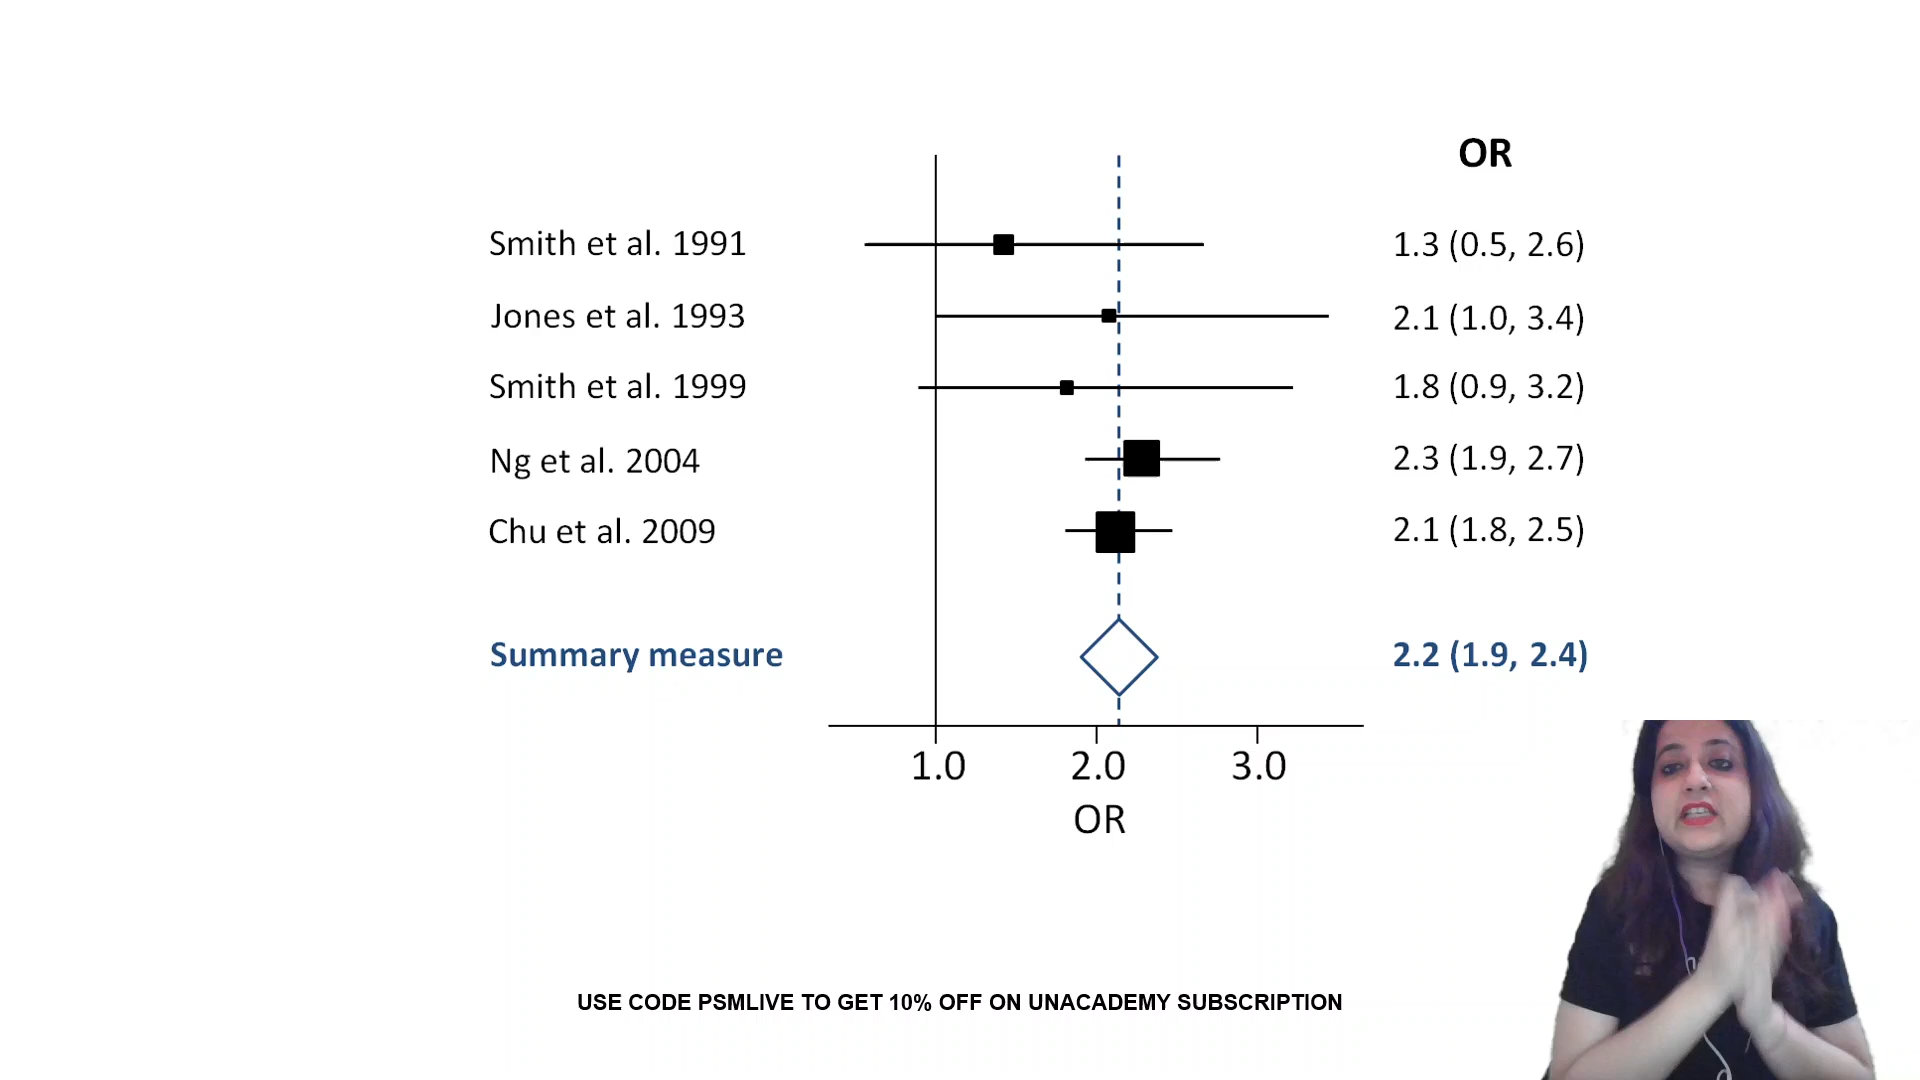 OR
Smith et al. 1991 1.3 (0.5, 2.6)
Jones et al. 1993 2.1 (1.0, 3.4)
Smith et al. 1999 1.8 (0.9, 3.2)
Ng et al. 2004 2.3 (1.9, 2.7)
Chu et al. 2009 2.1 (1.8, 2.5)
Summary measure 2.2 (1.9, 2.4)
1.0 2.0 3.0
OR
USE CODE PSMLIVE TO GET 10% OFF ON UNACADEMY SUBSCRIPTION